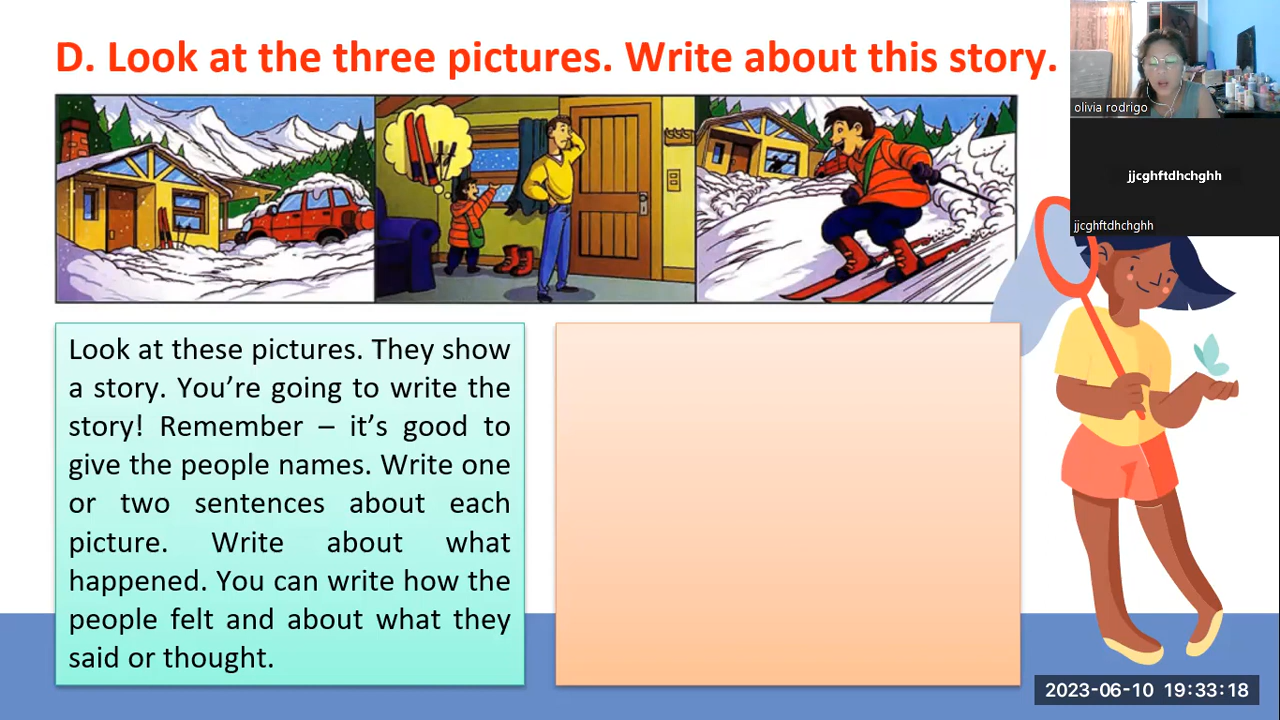 D. Look at the three pictures. Write about this story.
olivia rodrigo
jjcghftdhchghh
jjcghftdhchghh
Look at these pictures. They show
a story. You're going to write the
story! Remember – it's good to
give the people names. Write one
or two sentences about each
picture. Write about what
happened. You can write how the
people felt and about what they
said or thought.
2023-06-10 19:33:18